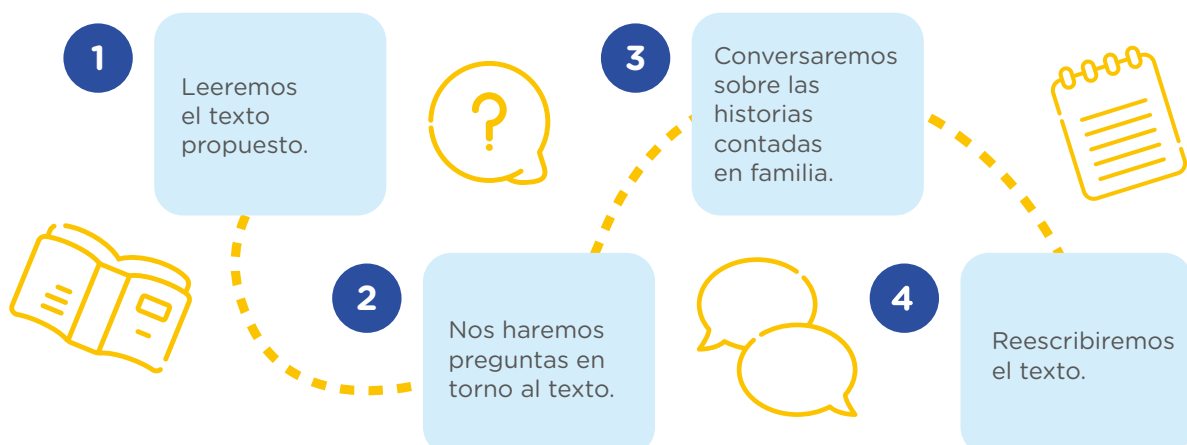 1
Leeremos
el texto
propuesto.
?
2
Nos haremos
preguntas en
torno al texto.
3
Conversaremos
sobre las
historias
contadas
en familia.
4
Reescribiremos
el texto.